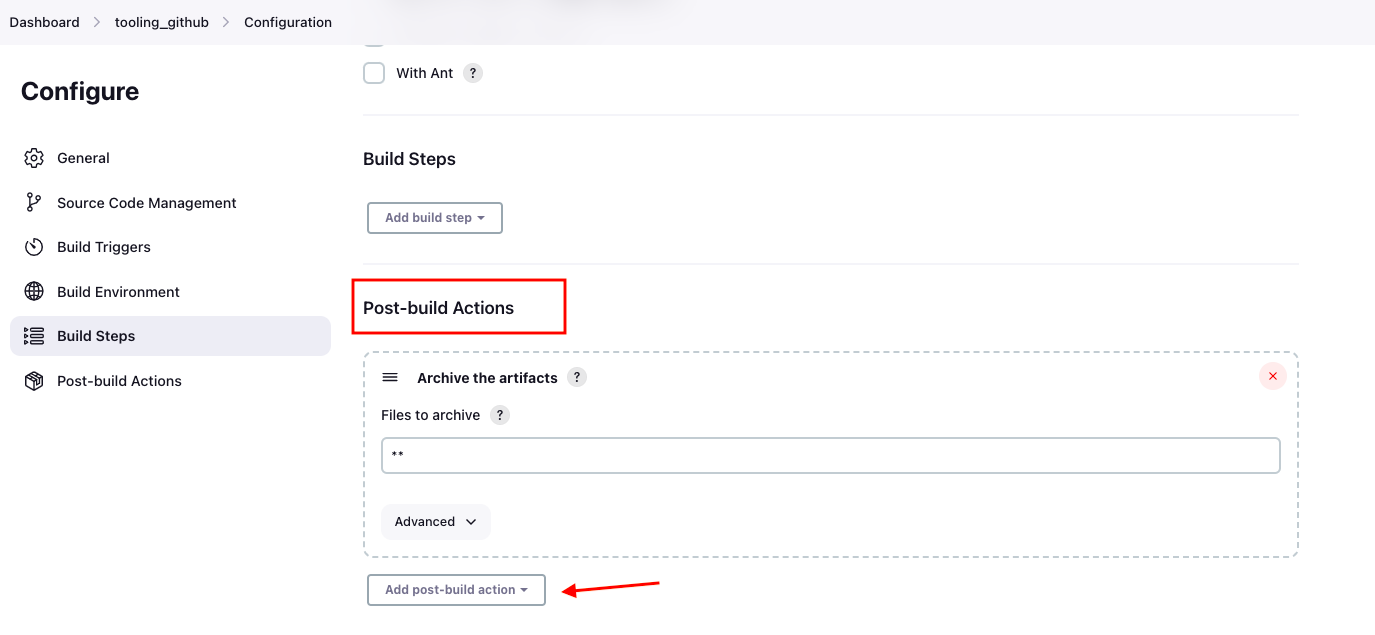 Dashboard > tooling_github > Configuration
Configure
General
Source Code Management
Build Triggers
Build Environment
Build Steps
Post-build Actions
With Ant ?
Build Steps
Add build step
Post-build Actions
Archive the artifacts ?
Files to archive ?
**
Advanced
Add post-build action